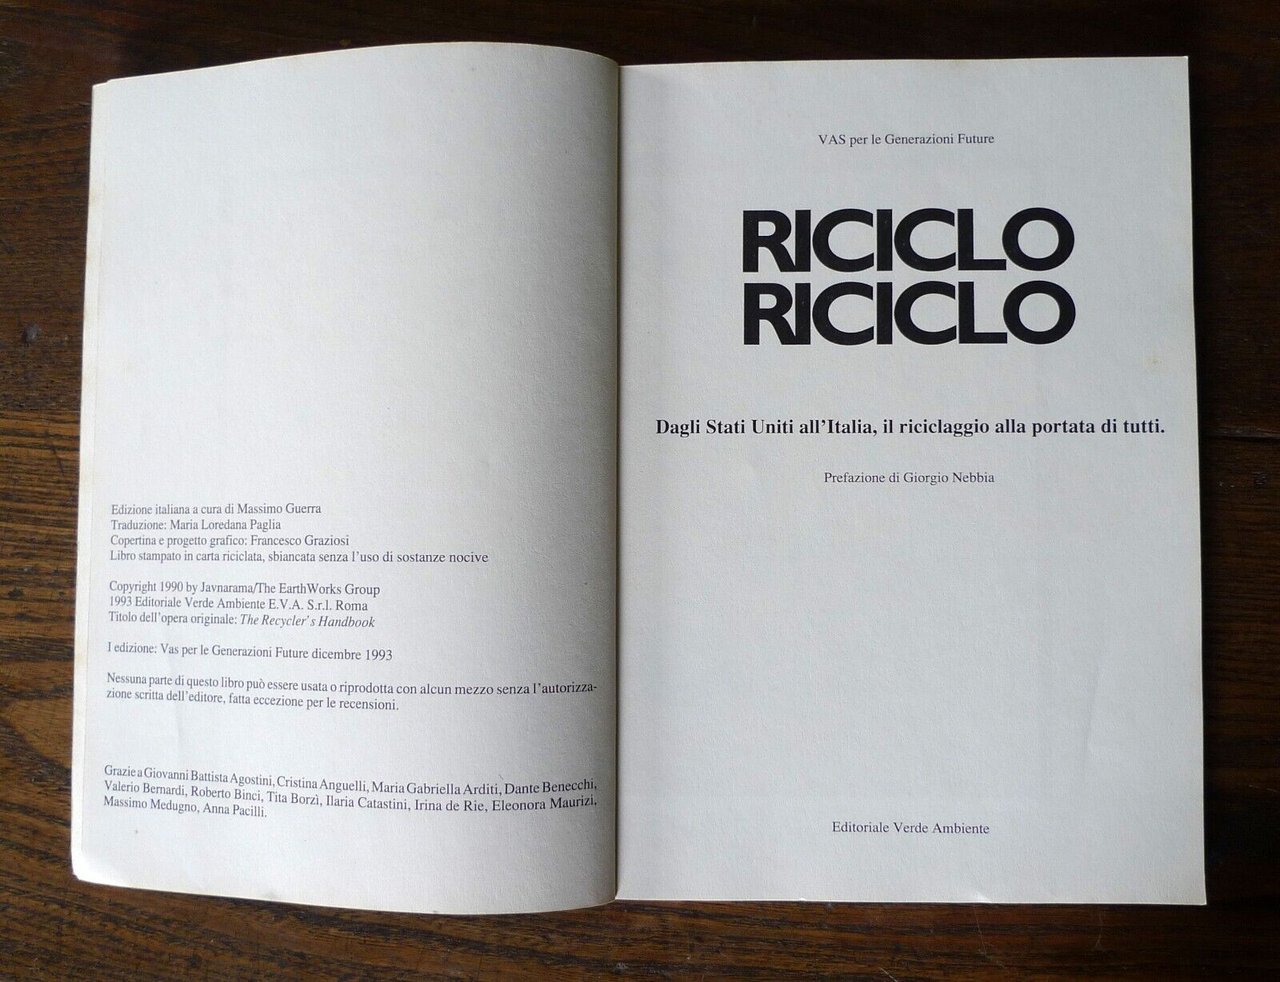 Edizione italiana a cura di Massimo Guerra
Traduzione: Maria Loredana Paglia
Copertina e progetto grafico: Francesco Graziosi
Libro stampato in carta riciclata, sbiancata senza l'uso di sostanze nocive
Copyright 1990 by Javnarama/The EarthWorks Group
1993 Editoriale Verde Ambiente E.V.A. S.r.l. Roma
Titolo dell'opera originale: The Recycler's Handbook
I edizione: Vas per le Generazioni Future dicembre 1993
Nessuna parte di questo libro può essere usata o riprodotta con alcun mezzo senza l'autorizza-
zione scritta dell'editore, fatta eccezione per le recensioni.
Grazie a Giovanni Battista Agostini, Cristina Anguelli, Maria Gabriella Arditi, Dante Benecchi,
Valerio Bernardi, Roberto Binci, Tita Borzì, Ilaria Catastini, Irina de Rie, Eleonora Maurizi,
Massimo Medugno, Anna Pacilli.
VAS per le Generazioni Future
RICICLO
RICICLO
Dagli Stati Uniti all'Italia, il riciclaggio alla portata di tutti.
Prefazione di Giorgio Nebbia
Editoriale Verde Ambiente